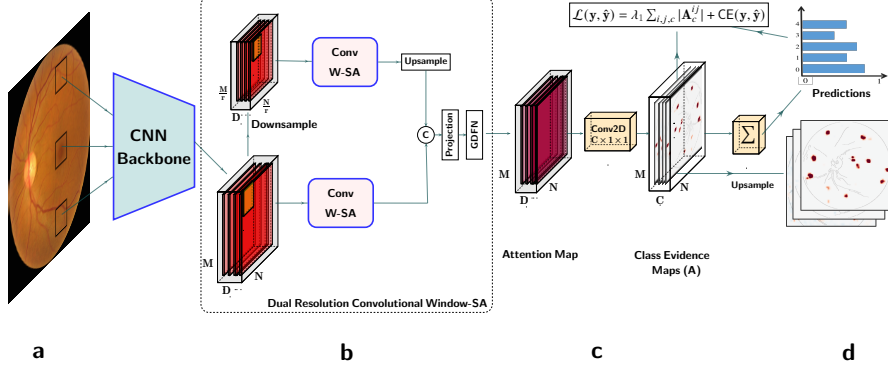 CNN
Backbone
M/r
N/r
D
Downsample
M
N
D
Conv
W-SA
Upsample
Conv
W-SA
C
Projection
GDFN
Dual Resolution Convolutional Window-SA
M
N
D
Attention Map
Conv2D
C × 1 × 1
M
N
C
Class Evidence
Maps (A)
L(y, ŷ) = λ₁ ∑ᵢ,ⱼ,c |A_c^{ij}| + CE(y, ŷ)
∑
Upsample
4
3
2
1
0
0
1
Predictions
a
b
c
d